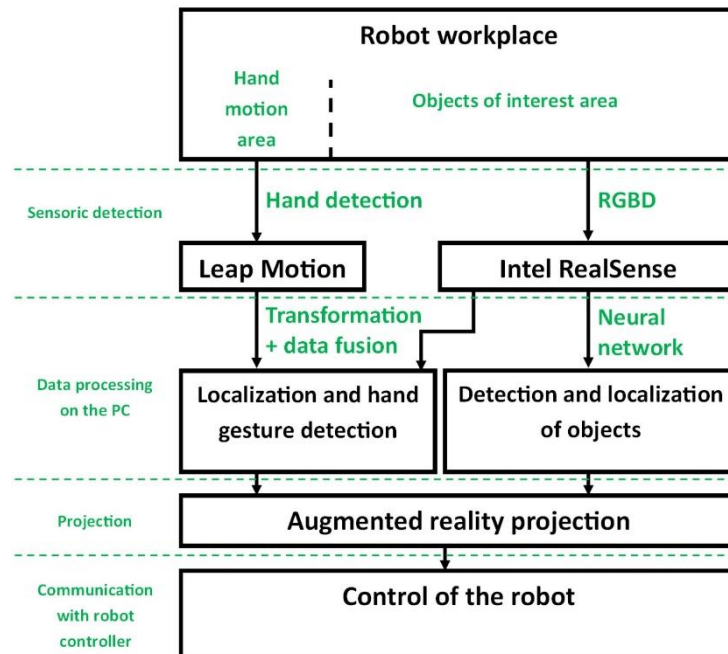 Robot workplace
Hand
motion
area
Objects of interest area
Sensoric detection
Hand detection
RGBD
Leap Motion
Intel RealSense
Transformation
+ data fusion
Neural
network
Data processing
on the PC
Localization and hand
gesture detection
Detection and localization
of objects
Projection
Augmented reality projection
Communication
with robot
controller
Control of the robot